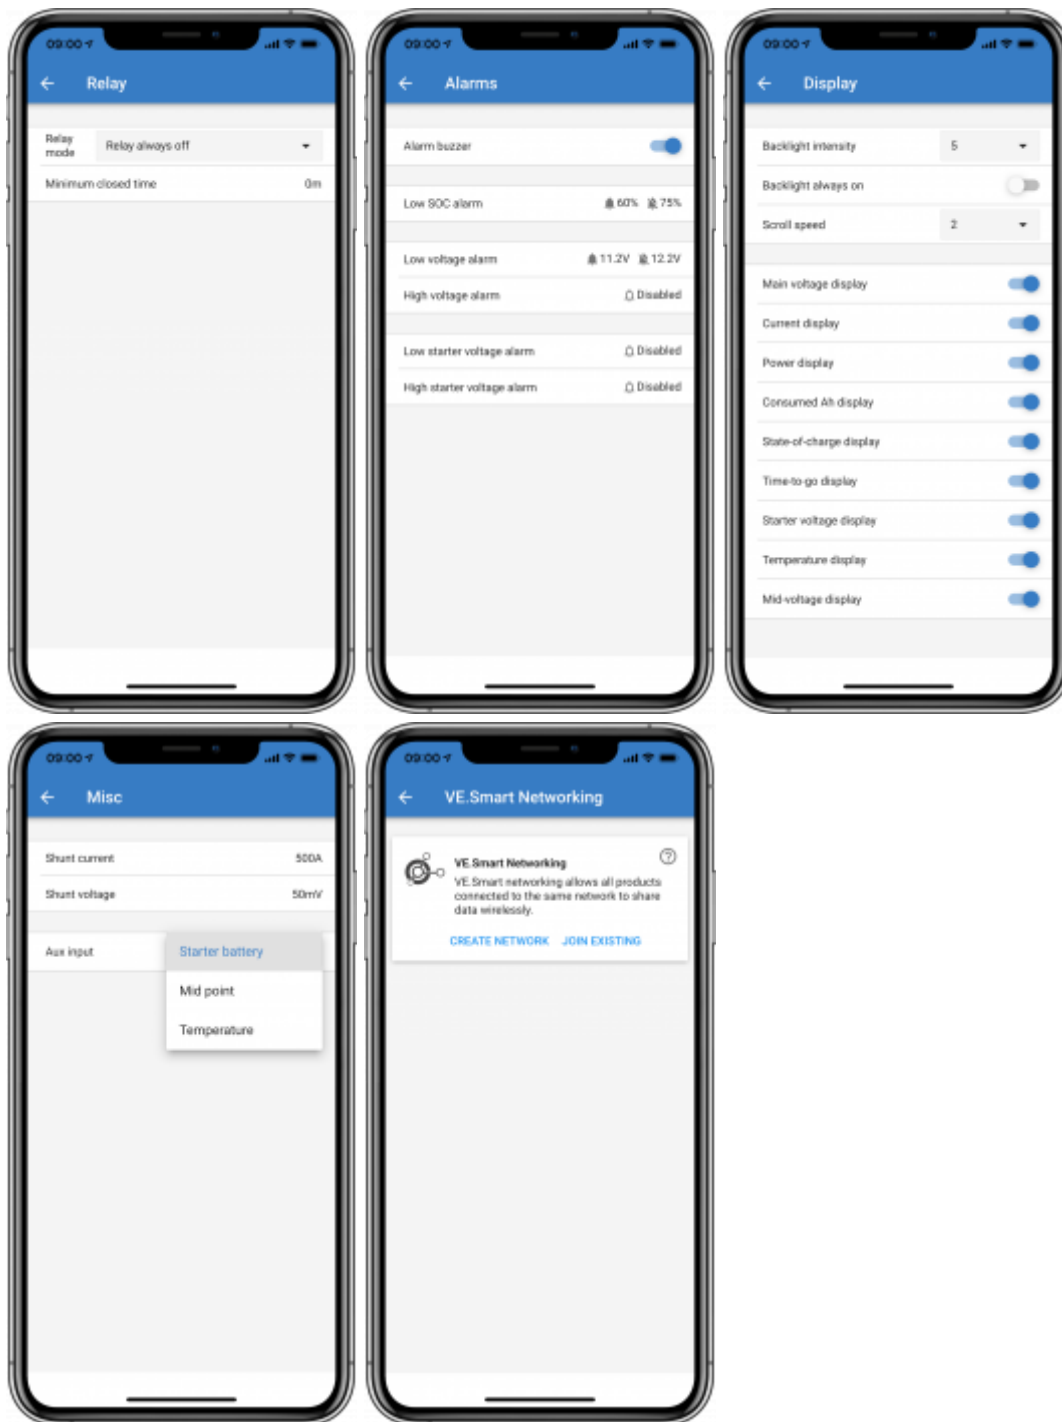 09:00
Relay
Relay mode
Relay always off
Minimum closed time 0m
09:00
Alarms
Alarm buzzer
Low SOC alarm 60% 75%
Low voltage alarm 11.2V 12.2V
High voltage alarm Disabled
Low starter voltage alarm Disabled
High starter voltage alarm Disabled
09:00
Display
Backlight intensity 5
Backlight always on
Scroll speed 2
Main voltage display
Current display
Power display
Consumed Ah display
State-of-charge display
Time-to-go display
Starter voltage display
Temperature display
Mid-voltage display
09:00
Misc
Shunt current 500A
Shunt voltage 50mV
Aux input Starter battery
Mid point
Temperature
09:00
VE.Smart Networking
VE.Smart Networking
VE.Smart networking allows all products
connected to the same network to share
data wirelessly.
CREATE NETWORK JOIN EXISTING